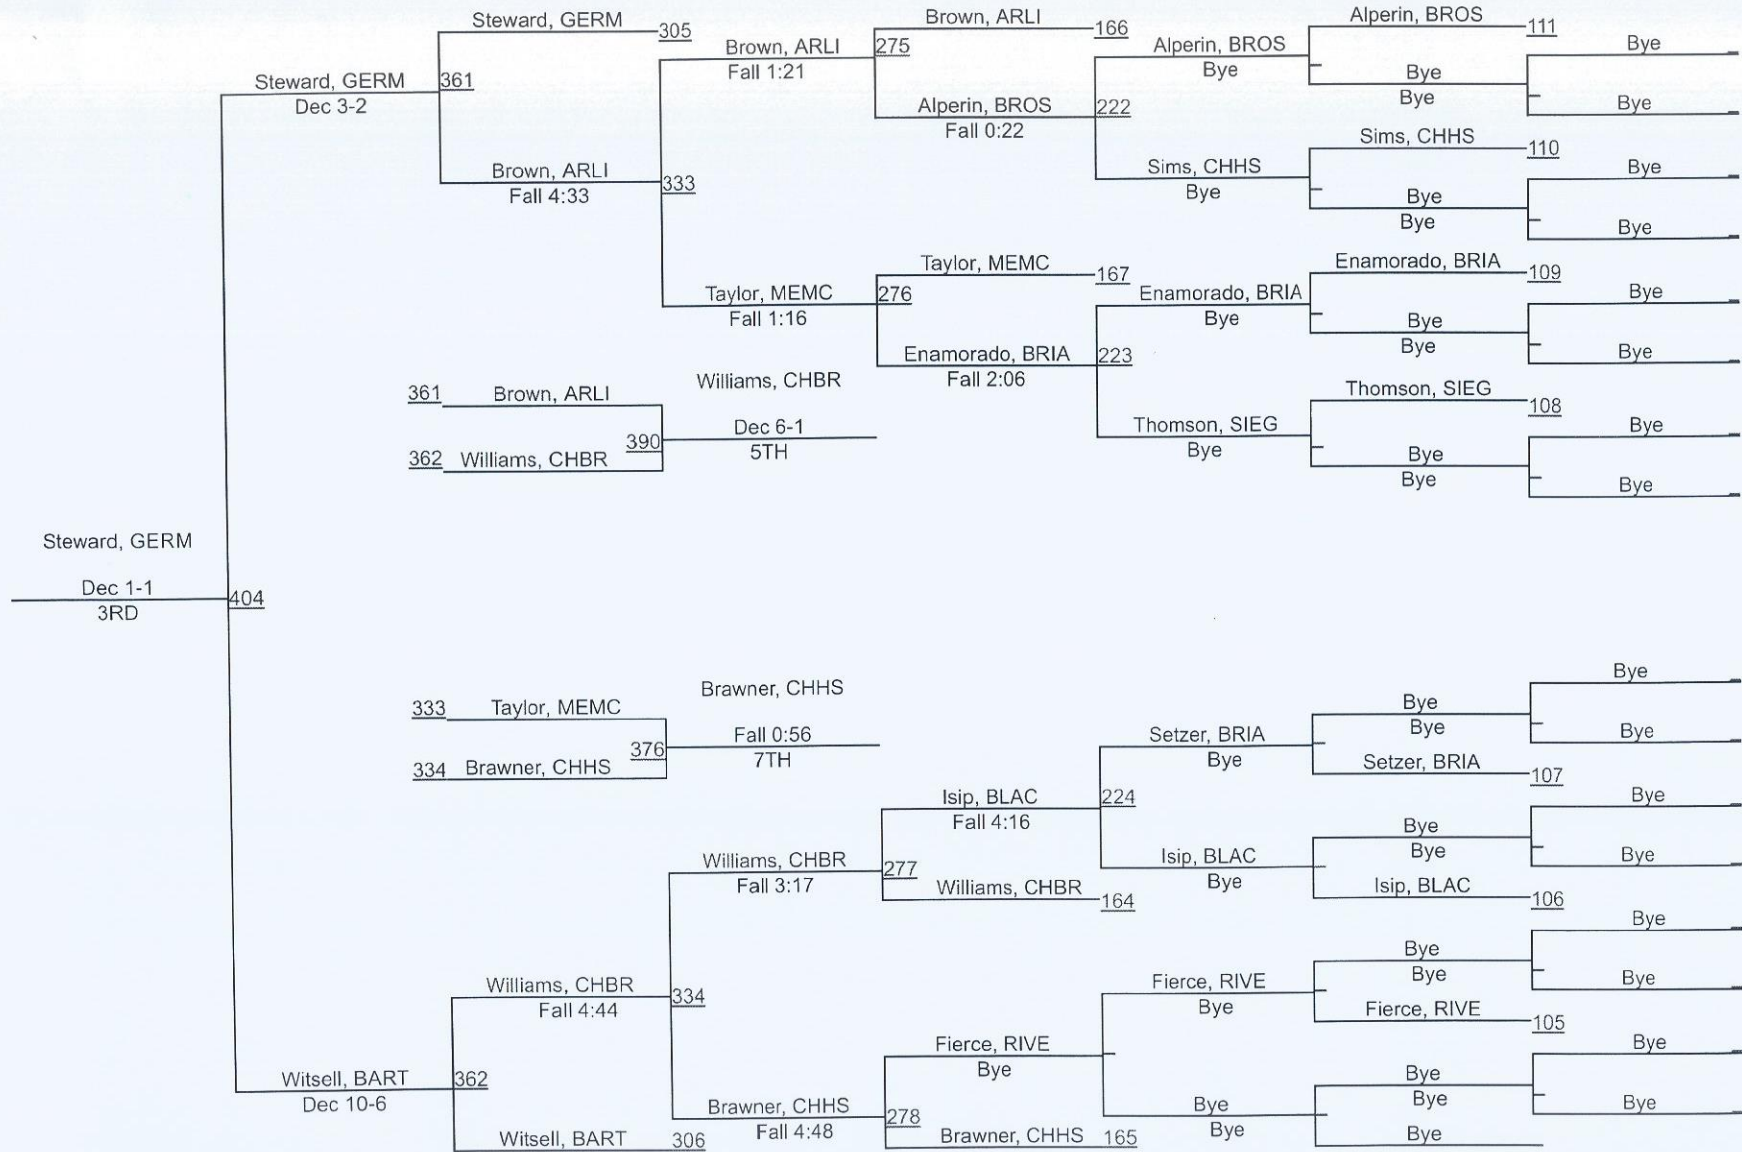 Steward, GERM
305
Brown, ARLI
Fall 1:21
275
Brown, ARLI
166
Alperin, BROS
Bye
Alperin, BROS
111
Bye
Bye
Bye
Bye
Steward, GERM
Dec 3-2
361
Alperin, BROS
Fall 0:22
222
Sims, CHHS
110
Brown, ARLI
Fall 4:33
333
Sims, CHHS
Bye
Bye
Bye
Bye
Bye
Taylor, MEMC
Fall 1:16
276
Taylor, MEMC
167
Enamorado, BRIA
Bye
Enamorado, BRIA
109
Bye
Bye
Bye
Bye
Enamorado, BRIA
Fall 2:06
223
361
Brown, ARLI
362
Williams, CHBR
390
Williams, CHBR
Dec 6-1
5TH
Thomson, SIEG
Bye
Thomson, SIEG
108
Bye
Bye
Bye
Bye
Steward, GERM
Dec 1-1
3RD
404
333
Taylor, MEMC
334
Brawner, CHHS
376
Brawner, CHHS
Fall 0:56
7TH
Setzer, BRIA
Bye
Bye
Bye
Bye
Bye
Setzer, BRIA
107
Isip, BLAC
Fall 4:16
224
Isip, BLAC
Bye
Bye
Bye
Bye
Bye
Isip, BLAC
106
Williams, CHBR
Fall 3:17
277
Williams, CHBR
164
Williams, CHBR
Fall 4:44
334
Fierce, RIVE
Bye
Bye
Bye
Bye
Bye
Fierce, RIVE
105
Fierce, RIVE
Bye
Witsell, BART
Dec 10-6
362
Brawner, CHHS
Fall 4:48
278
Bye
Bye
Bye
Bye
Bye
Bye
Bye
Witsell, BART
306
Brawner, CHHS
165